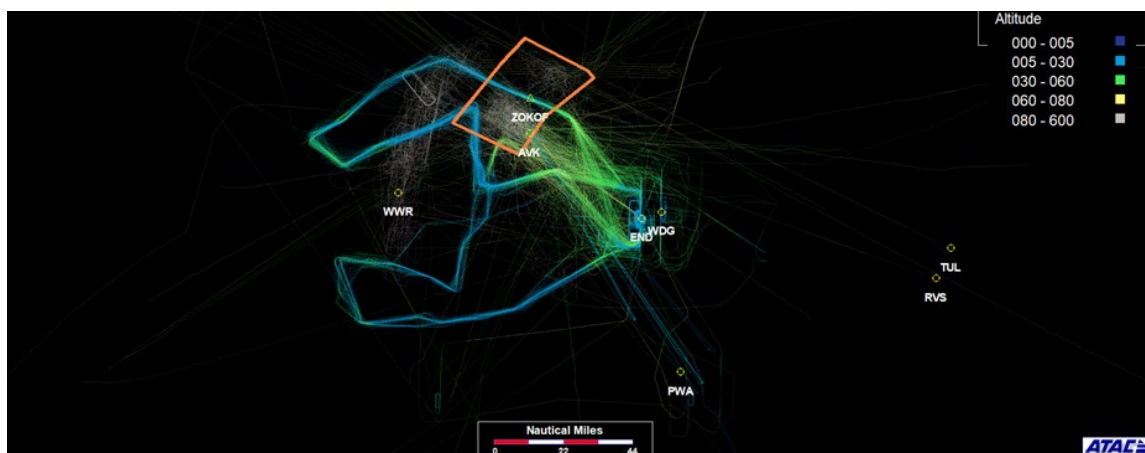 Altitude
000 - 005
005 - 030
030 - 060
060 - 080
080 - 600
ZOKOF
AVK
WWR
END
WDG
TUL
RVS
PWA
Nautical Miles
0 22 44
ATAC